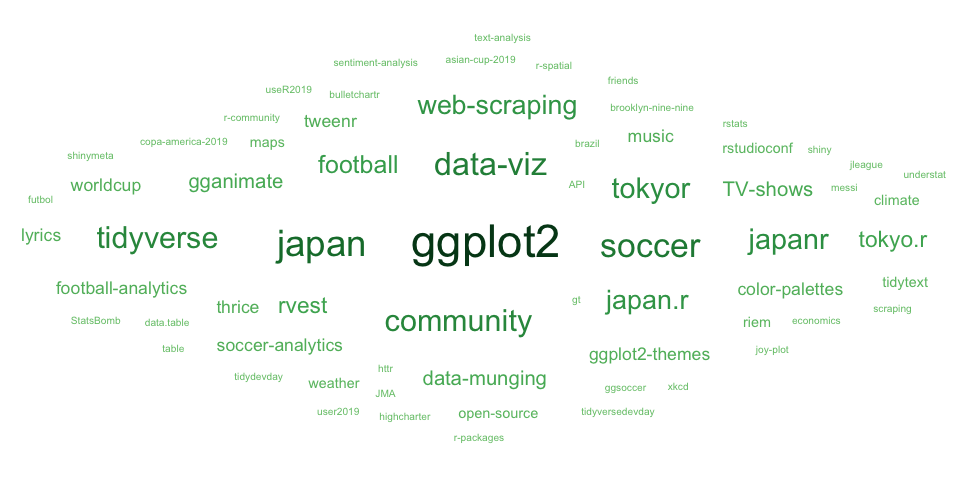 text-analysis
sentiment-analysis
asian-cup-2019
r-spatial
friends
useR2019
bulletchartr
web-scraping
brooklyn-nine-nine
r-community
tweenr
rstats
copa-america-2019
maps
brazil
music
rstudioconf
shiny
shinymeta
football
data-viz
jleague
worldcup
gganimate
API
tokyor
TV-shows
messi
understat
futbol
climate
lyrics
tidyverse
japan
ggplot2
soccer
japanr
tokyo.r
football-analytics
thrice
rvest
gt
japan.r
color-palettes
tidytext
StatsBomb
data.table
community
riem
economics
scraping
table
soccer-analytics
ggplot2-themes
joy-plot
tidydevday
weather
httr
data-munging
ggsoccer
xkcd
JMA
user2019
highcharter
open-source
tidyversedevday
r-packages